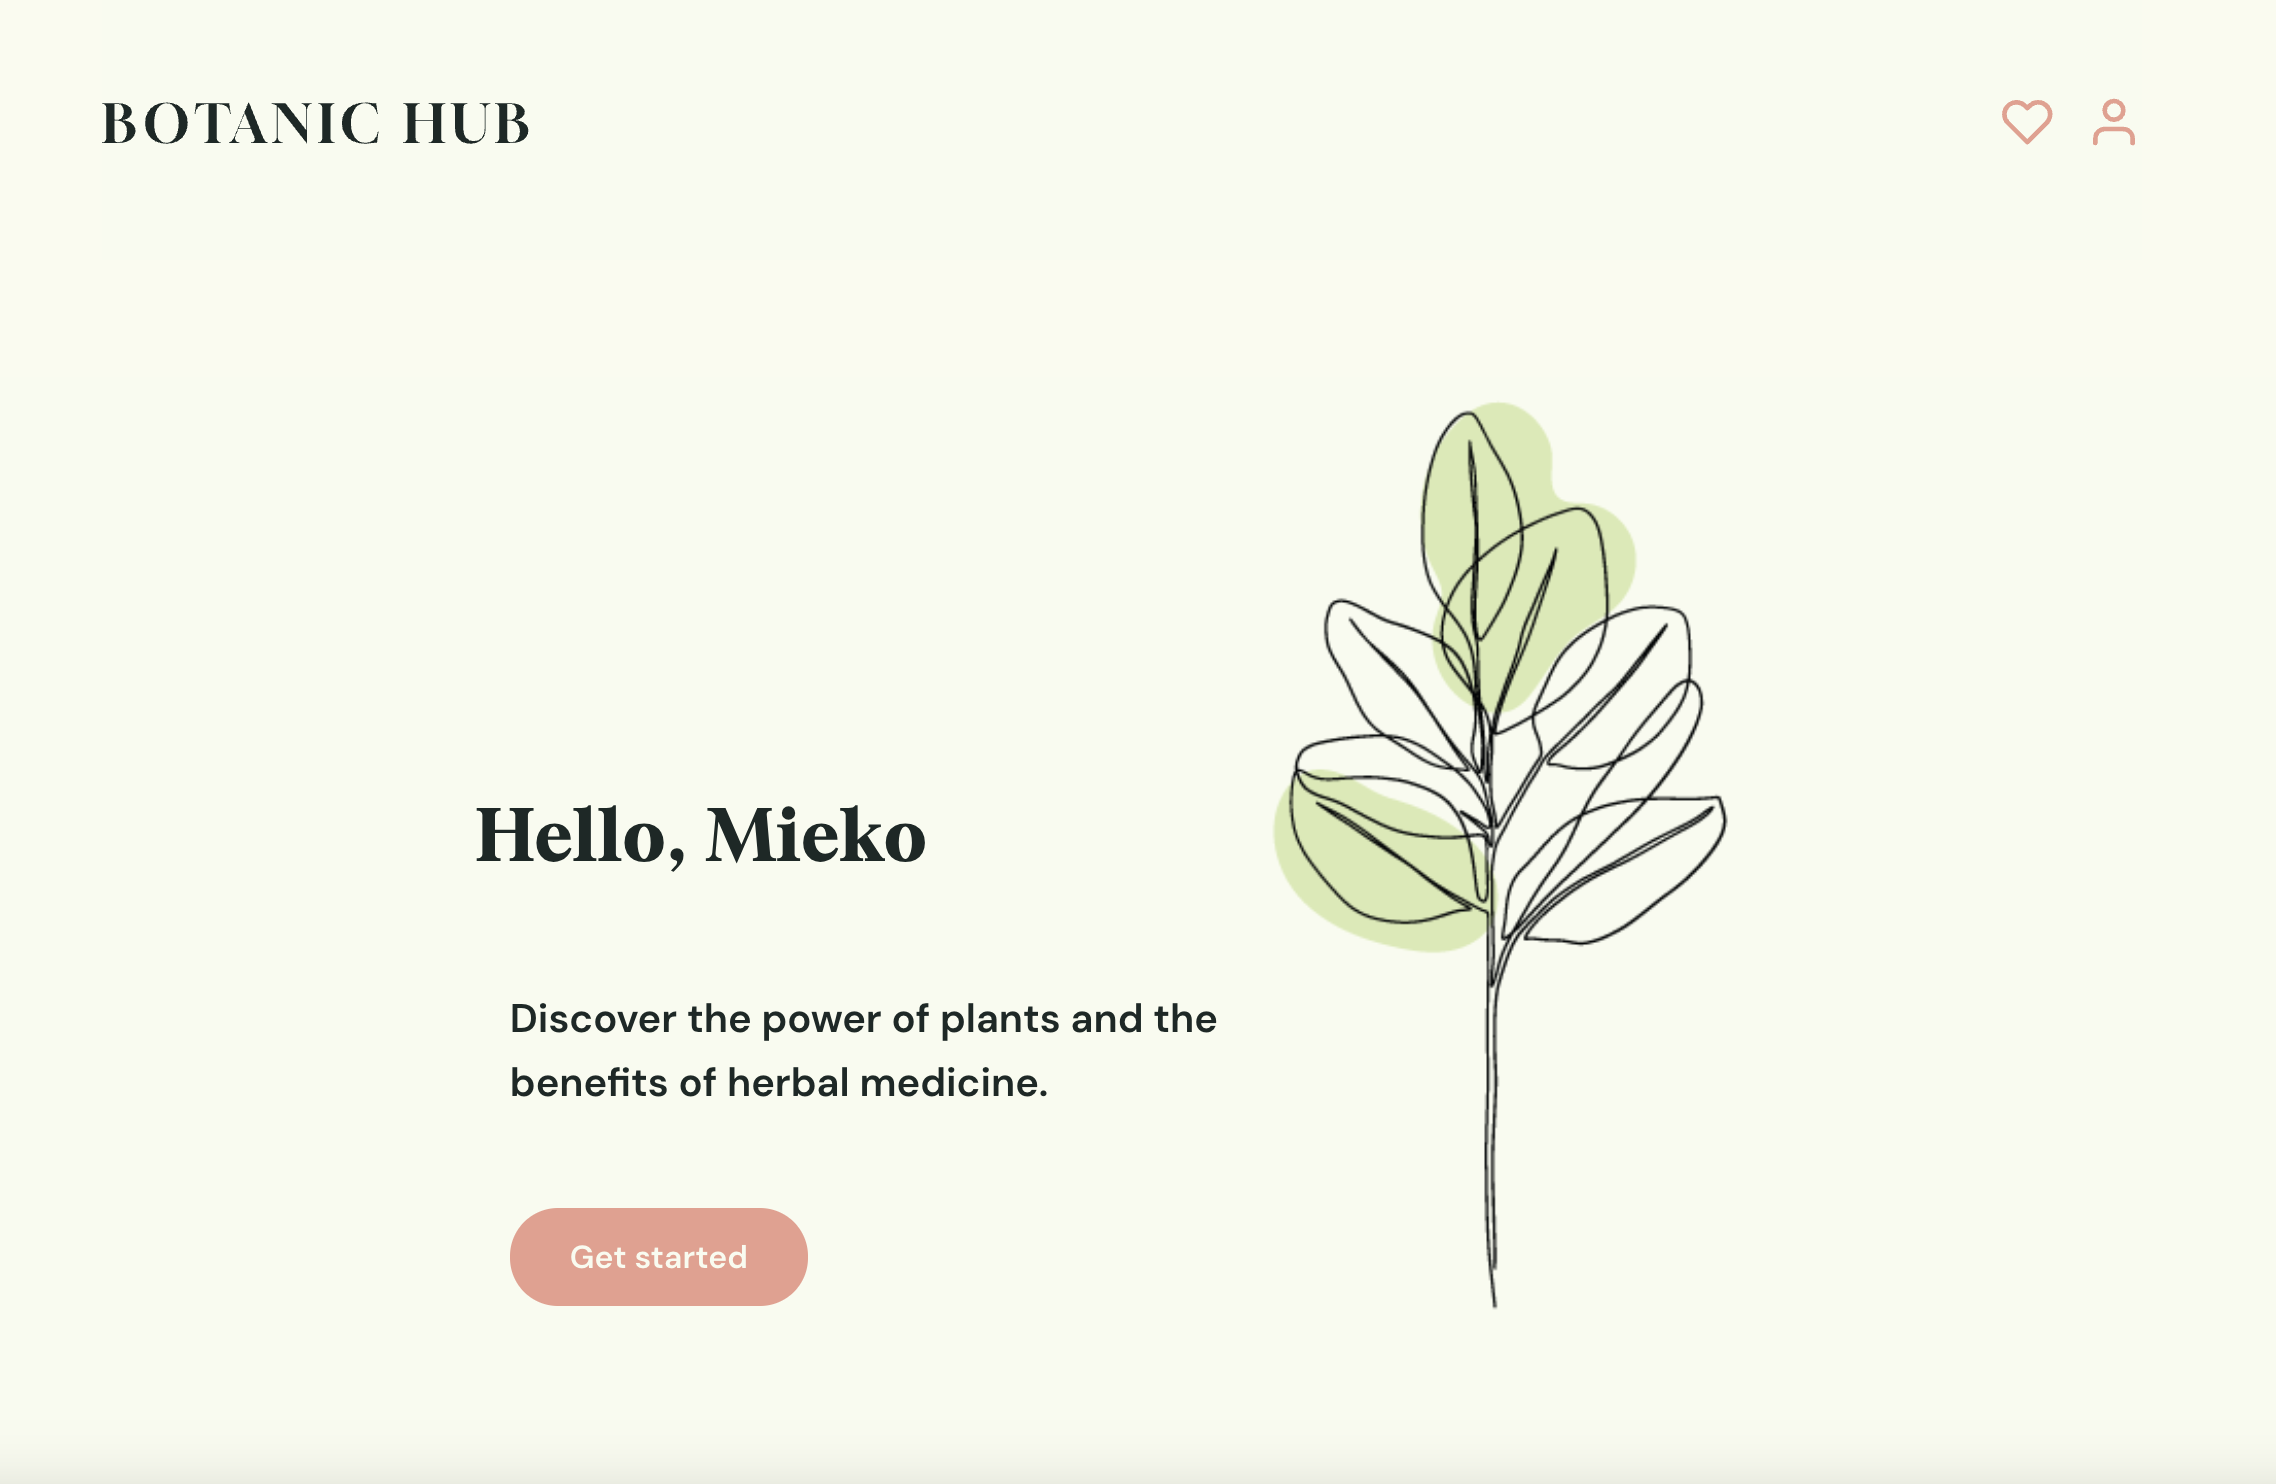 BOTANIC HUB
Hello, Mieko
Discover the power of plants and the
benefits of herbal medicine.
Get started